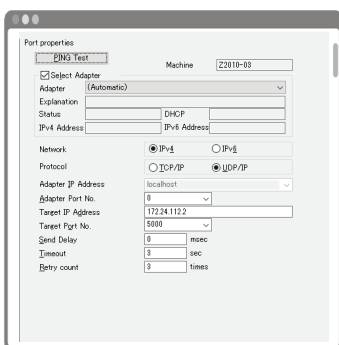 Port properties
PING Test
Machine Z2010-03
Select Adapter
Adapter (Automatic)
Explanation
Status DHCP
IPv4 Address IPv6 Address
Network IPv4 IPv6
Protocol TCP/IP UDP/IP
Adapter IP Address localhost
Adapter Port No. 0
Target IP Address 172.24.112.2
Target Port No. 5000
Send Delay 0 msec
Timeout 3 sec
Retry count 3 times